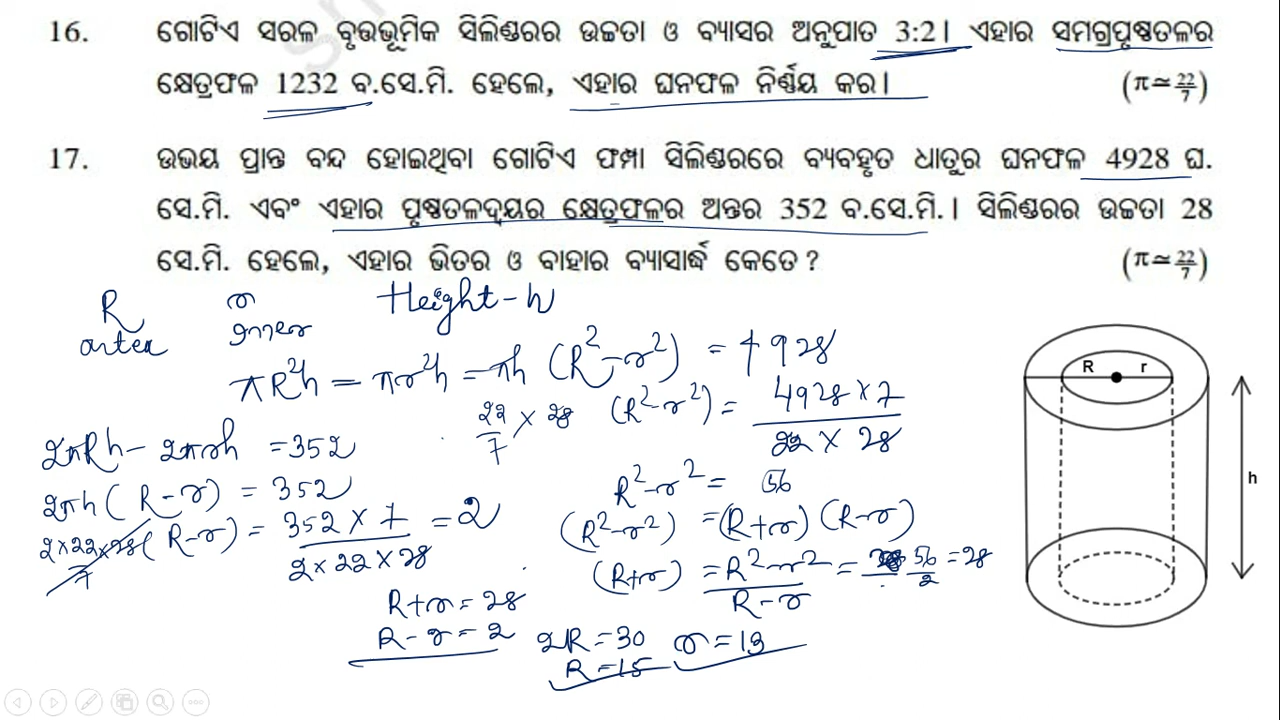 16. ଗୋଟିଏ ସରଳ ବୃତ୍ତଭୂମିକ ସିଲିଣ୍ଡରର ଉଚ୍ଚତା ଓ ବ୍ୟାସର ଅନୁପାତ 3:2। ଏହାର ସମଗ୍ରପୃଷ୍ଠତଳର
କ୍ଷେତ୍ରଫଳ 1232 ବ.ସେ.ମି. ହେଲେ, ଏହାର ଘନଫଳ ନିର୍ଣ୍ଣୟ କର। (π≃22/7)
17. ଉଭୟ ପ୍ରାନ୍ତ ବନ୍ଦ ହୋଇଥିବା ଗୋଟିଏ ଫମ୍ପା ସିଲିଣ୍ଡରରେ ବ୍ୟବହୃତ ଧାତୁର ଘନଫଳ 4928 ଘ.
ସେ.ମି. ଏବଂ ଏହାର ପୃଷ୍ଠତଳଦ୍ୱୟର କ୍ଷେତ୍ରଫଳର ଅନ୍ତର 352 ବ.ସେ.ମି.। ସିଲିଣ୍ଡରର ଉଚ୍ଚତା 28
ସେ.ମି. ହେଲେ, ଏହାର ଭିତର ଓ ବାହାର ବ୍ୟାସାର୍ଦ୍ଧ କେତେ? (π≃22/7)
R r Height-h
outer inner
πR²h = πr²h = πh (R²-r²) = 4928
22/7 × 28 (R²-r²) = 4928×7 / 22×28
2πRh - 2πrh = 352
2πh (R-r) = 352
2×22×28/7 (R-r) = 352×7 / 2×22×28 = 2
R²-r² = 56
(R²-r²) = (R+r) (R-r)
(R+r) = R²-r² / R-r = 56/2 = 28
R+r = 28
R-r = 2
2R = 30 r = 13
R = 15
R r
h